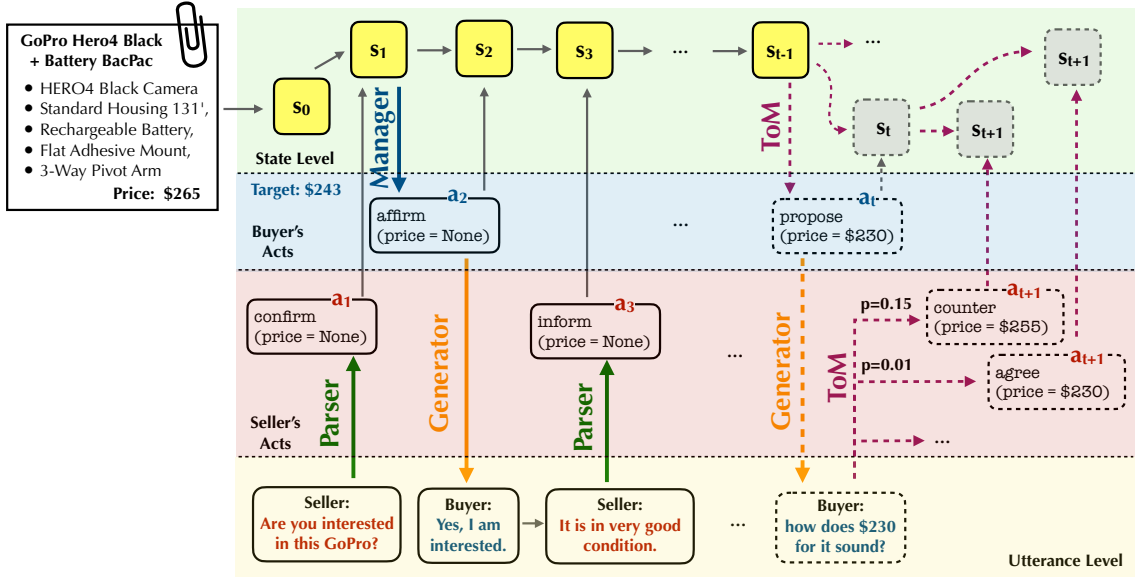 GoPro Hero4 Black
+ Battery BacPac
● HERO4 Black Camera
● Standard Housing 131',
● Rechargeable Battery,
● Flat Adhesive Mount,
● 3-Way Pivot Arm
Price: $265
s0
s1
s2
s3
...
st-1
...
st
st+1
st+1
State Level
Manager
ToM
Target: $243
a2
affirm
(price = None)
...
at
propose
(price = $230)
Buyer's
Acts
a1
confirm
(price = None)
a3
inform
(price = None)
...
p=0.15
at+1
counter
(price = $255)
p=0.01
at+1
agree
(price = $230)
...
Parser
Generator
Parser
Generator
ToM
Seller's
Acts
Seller:
Are you interested
in this GoPro?
Buyer:
Yes, I am
interested.
Seller:
It is in very good
condition.
...
Buyer:
how does $230
for it sound?
Utterance Level